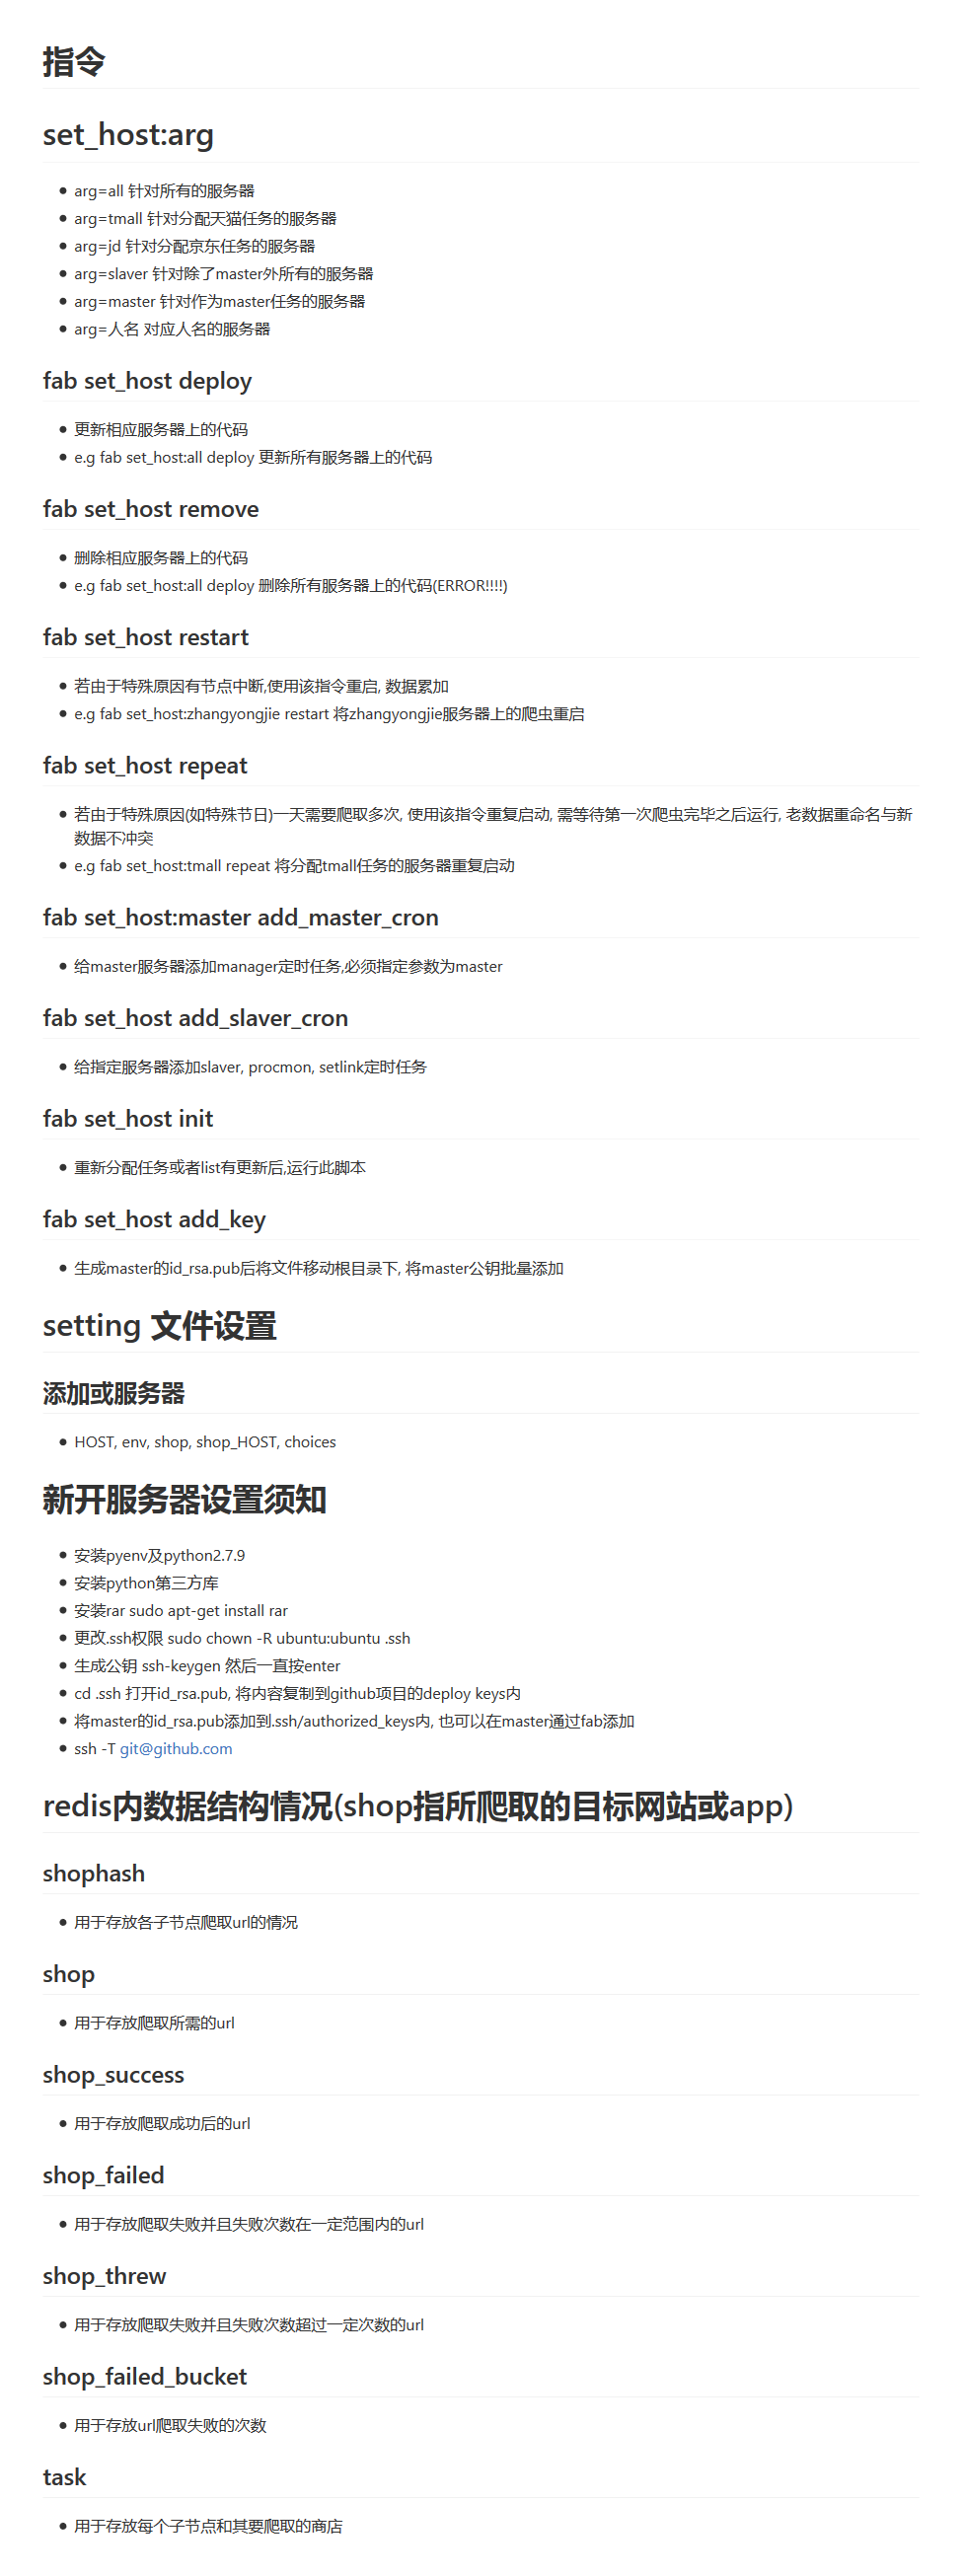 指令
set_host:arg
arg=all 针对所有的服务器
arg=tmall 针对分配天猫任务的服务器
arg=jd 针对分配京东任务的服务器
arg=slaver 针对除了master外所有的服务器
arg=master 针对作为master任务的服务器
arg=人名 对应人名的服务器
fab set_host deploy
更新相应服务器上的代码
e.g fab set_host:all deploy 更新所有服务器上的代码
fab set_host remove
删除相应服务器上的代码
e.g fab set_host:all deploy 删除所有服务器上的代码(ERROR!!!!)
fab set_host restart
若由于特殊原因有节点中断,使用该指令重启, 数据累加
e.g fab set_host:zhangyongjie restart 将zhangyongjie服务器上的爬虫重启
fab set_host repeat
若由于特殊原因(如特殊节日)一天需要爬取多次, 使用该指令重复启动, 需等待第一次爬虫完毕之后运行, 老数据重命名与新
数据不冲突
e.g fab set_host:tmall repeat 将分配tmall任务的服务器重复启动
fab set_host:master add_master_cron
给master服务器添加manager定时任务,必须指定参数为master
fab set_host add_slaver_cron
给指定服务器添加slaver, procmon, setlink定时任务
fab set_host init
重新分配任务或者list有更新后,运行此脚本
fab set_host add_key
生成master的id_rsa.pub后将文件移动根目录下, 将master公钥批量添加
setting 文件设置
添加或服务器
HOST, env, shop, shop_HOST, choices
新开服务器设置须知
安装pyenv及python2.7.9
安装python第三方库
安装rar sudo apt-get install rar
更改.ssh权限 sudo chown -R ubuntu:ubuntu .ssh
生成公钥 ssh-keygen 然后一直按enter
cd .ssh 打开id_rsa.pub, 将内容复制到github项目的deploy keys内
将master的id_rsa.pub添加到.ssh/authorized_keys内, 也可以在master通过fab添加
ssh -T git@github.com
redis内数据结构情况(shop指所爬取的目标网站或app)
shophash
用于存放各子节点爬取url的情况
shop
用于存放爬取所需的url
shop_success
用于存放爬取成功后的url
shop_failed
用于存放爬取失败并且失败次数在一定范围内的url
shop_threw
用于存放爬取失败并且失败次数超过一定次数的url
shop_failed_bucket
用于存放url爬取失败的次数
task
用于存放每个子节点和其要爬取的商店